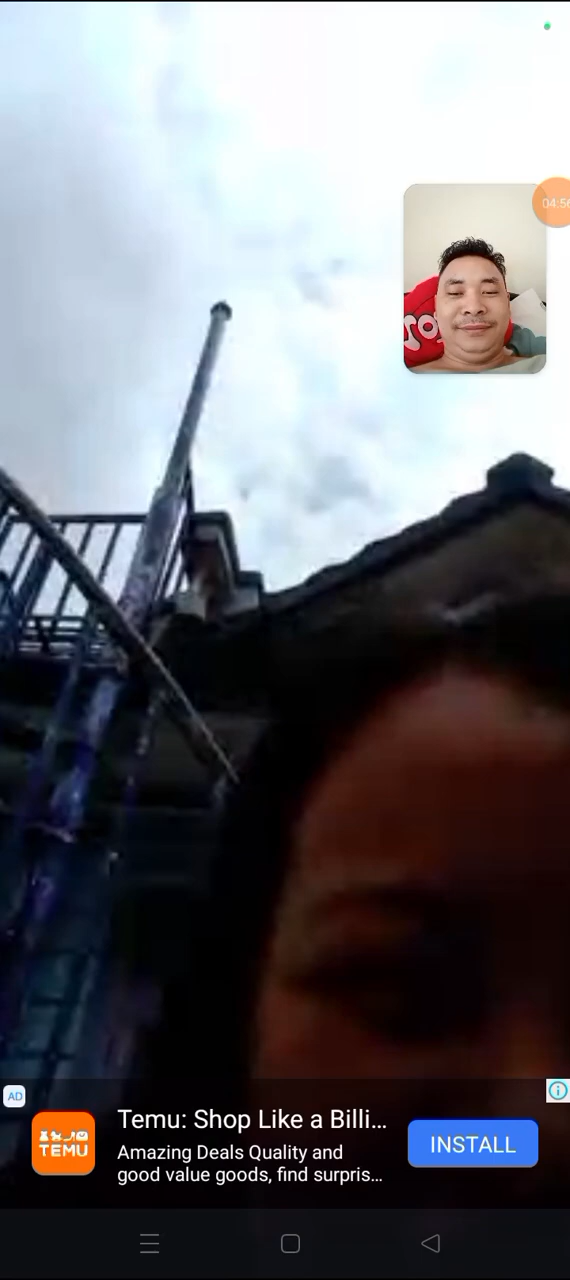 04:56
AD
TEMU
Temu: Shop Like a Billi...
Amazing Deals Quality and
good value goods, find surpris...
INSTALL